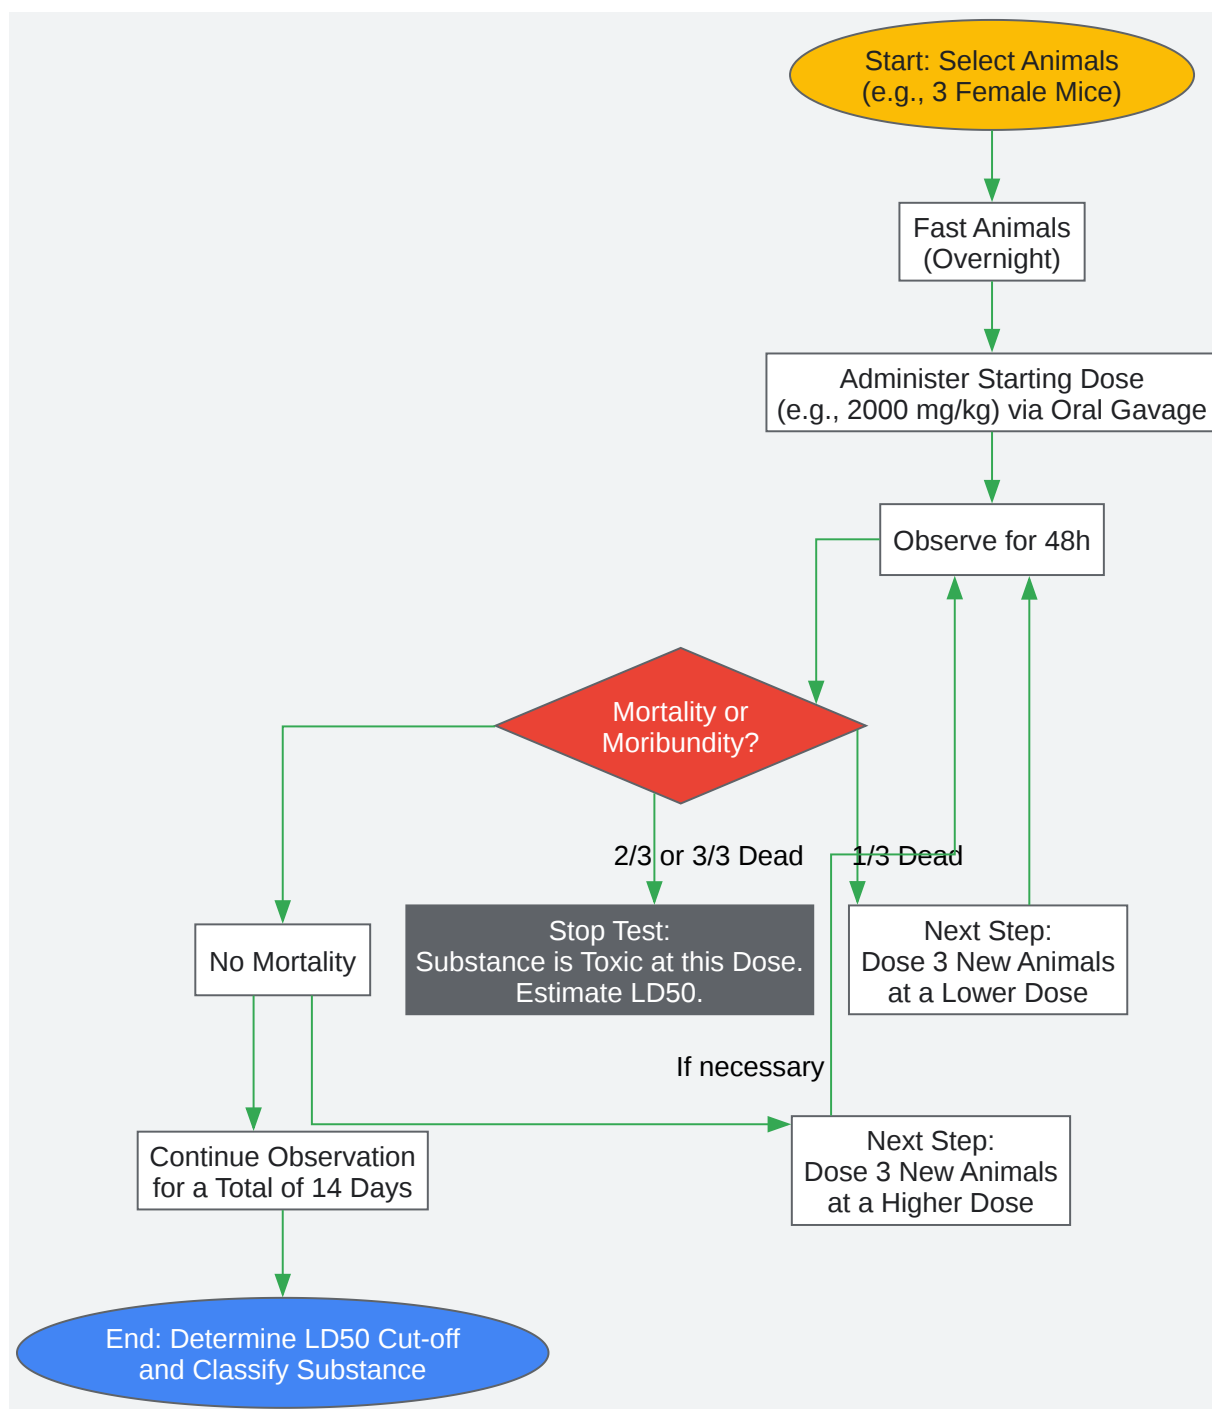 Start: Select Animals
(e.g., 3 Female Mice)
Fast Animals
(Overnight)
Administer Starting Dose
(e.g., 2000 mg/kg) via Oral Gavage
Observe for 48h
Mortality or
Moribundity?
2/3 or 3/3 Dead
1/3 Dead
No Mortality
Stop Test:
Substance is Toxic at this Dose.
Estimate LD50.
Next Step:
Dose 3 New Animals
at a Lower Dose
If necessary
Continue Observation
for a Total of 14 Days
Next Step:
Dose 3 New Animals
at a Higher Dose
End: Determine LD50 Cut-off
and Classify Substance